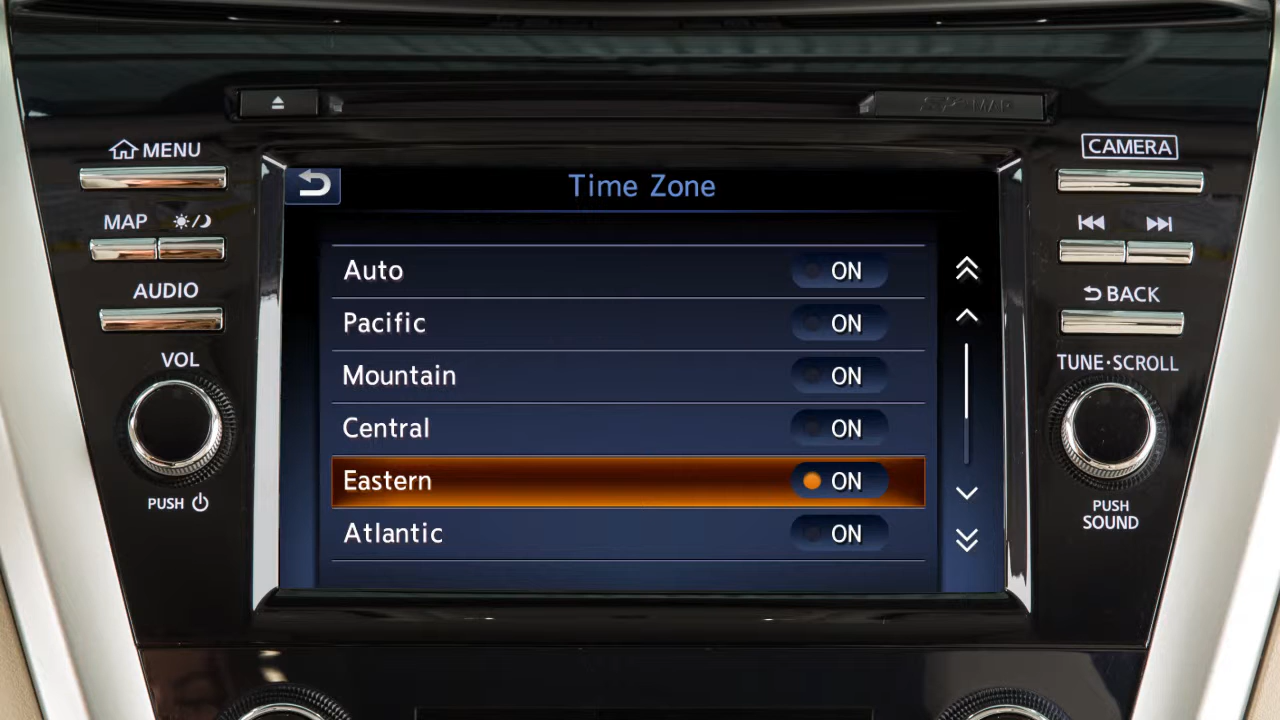 MAP
MENU
CAMERA
Time Zone
MAP
AUDIO
BACK
VOL
TUNE·SCROLL
Auto ON
Pacific ON
Mountain ON
Central ON
Eastern ON
Atlantic ON
PUSH
PUSH
SOUND